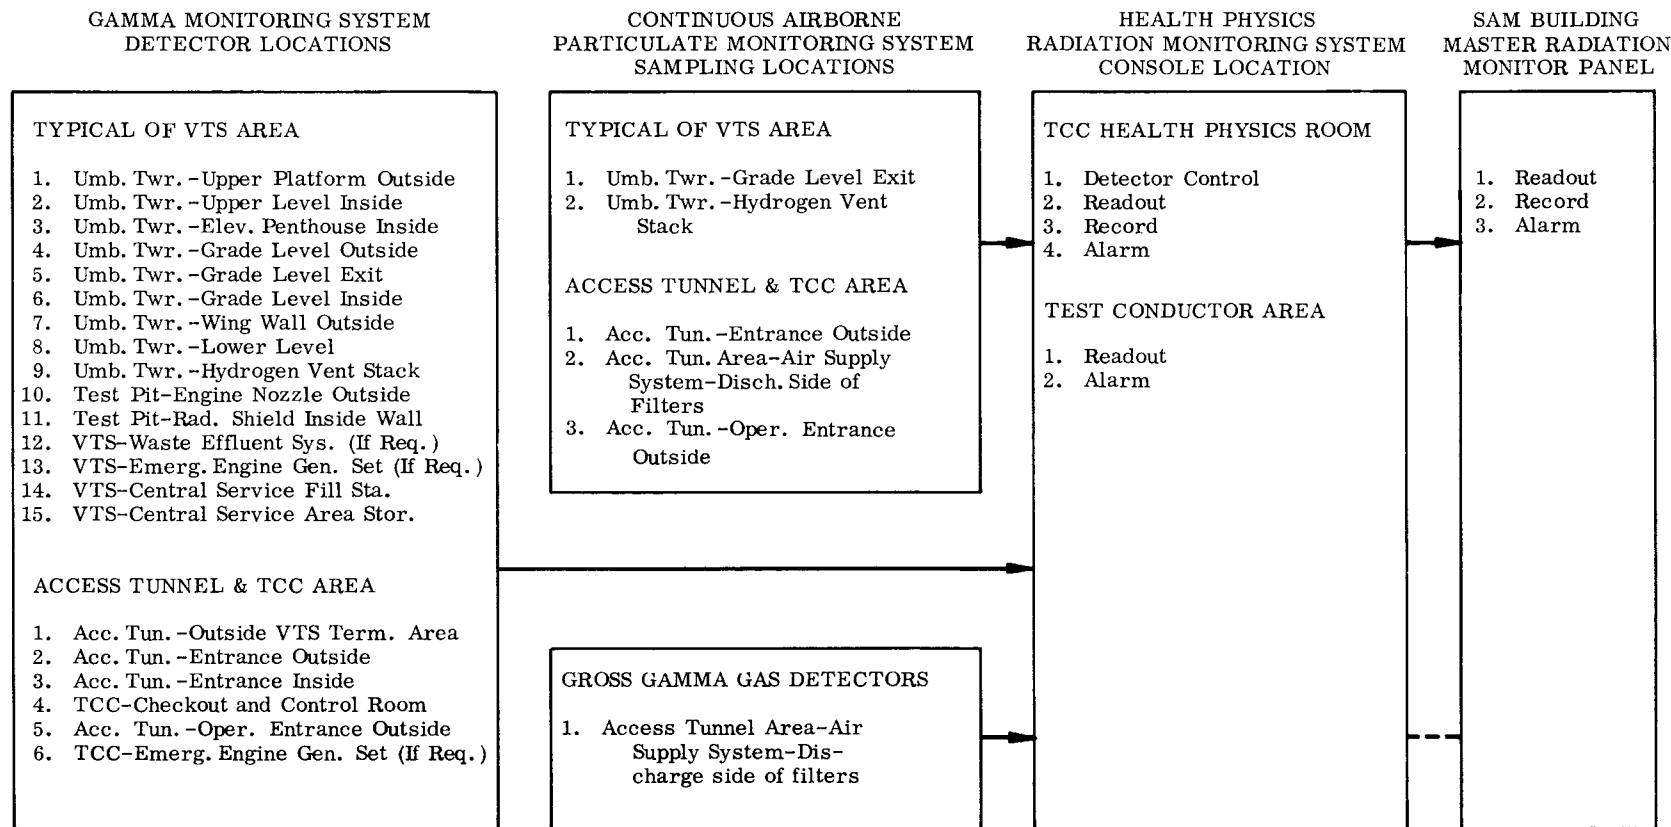 GAMMA MONITORING SYSTEM
DETECTOR LOCATIONS
TYPICAL OF VTS AREA
1. Umb. Twr.-Upper Platform Outside
2. Umb. Twr.-Upper Level Inside
3. Umb. Twr.-Elev. Penthouse Inside
4. Umb. Twr.-Grade Level Outside
5. Umb. Twr.-Grade Level Exit
6. Umb. Twr.-Grade Level Inside
7. Umb. Twr.-Wing Wall Outside
8. Umb. Twr.-Lower Level
9. Umb. Twr.-Hydrogen Vent Stack
10. Test Pit-Engine Nozzle Outside
11. Test Pit-Rad. Shield Inside Wall
12. VTS-Waste Effluent Sys. (If Req.)
13. VTS-Emerg. Engine Gen. Set (If Req.)
14. VTS-Central Service Fill Sta.
15. VTS-Central Service Area Stor.
ACCESS TUNNEL & TCC AREA
1. Acc. Tun.-Outside VTS Term. Area
2. Acc. Tun.-Entrance Outside
3. Acc. Tun.-Entrance Inside
4. TCC-Checkout and Control Room
5. Acc. Tun.-Oper. Entrance Outside
6. TCC-Emerg. Engine Gen. Set (If Req.)
CONTINUOUS AIRBORNE
PARTICULATE MONITORING SYSTEM
SAMPLING LOCATIONS
TYPICAL OF VTS AREA
1. Umb. Twr.-Grade Level Exit
2. Umb. Twr.-Hydrogen Vent
Stack
ACCESS TUNNEL & TCC AREA
1. Acc. Tun.-Entrance Outside
2. Acc. Tun. Area-Air Supply
System-Disch. Side of
Filters
3. Acc. Tun.-Oper. Entrance
Outside
GROSS GAMMA GAS DETECTORS
1. Access Tunnel Area-Air
Supply System-Dis-
charge side of filters
HEALTH PHYSICS
RADIATION MONITORING SYSTEM
CONSOLE LOCATION
TCC HEALTH PHYSICS ROOM
1. Detector Control
2. Readout
3. Record
4. Alarm
TEST CONDUCTOR AREA
1. Readout
2. Alarm
SAM BUILDING
MASTER RADIATION
MONITOR PANEL
1. Readout
2. Record
3. Alarm